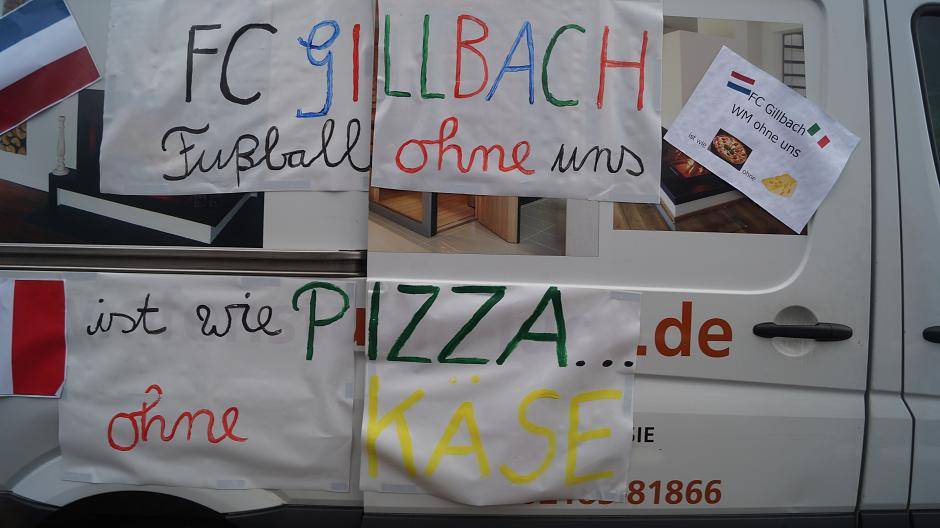 FC GILLBACH
Fußball ohne uns
FC Gillbach
WM ohne uns
ist wie
ohne
ist wie PIZZA...
.de
ohne KÄSE
SIE
81866